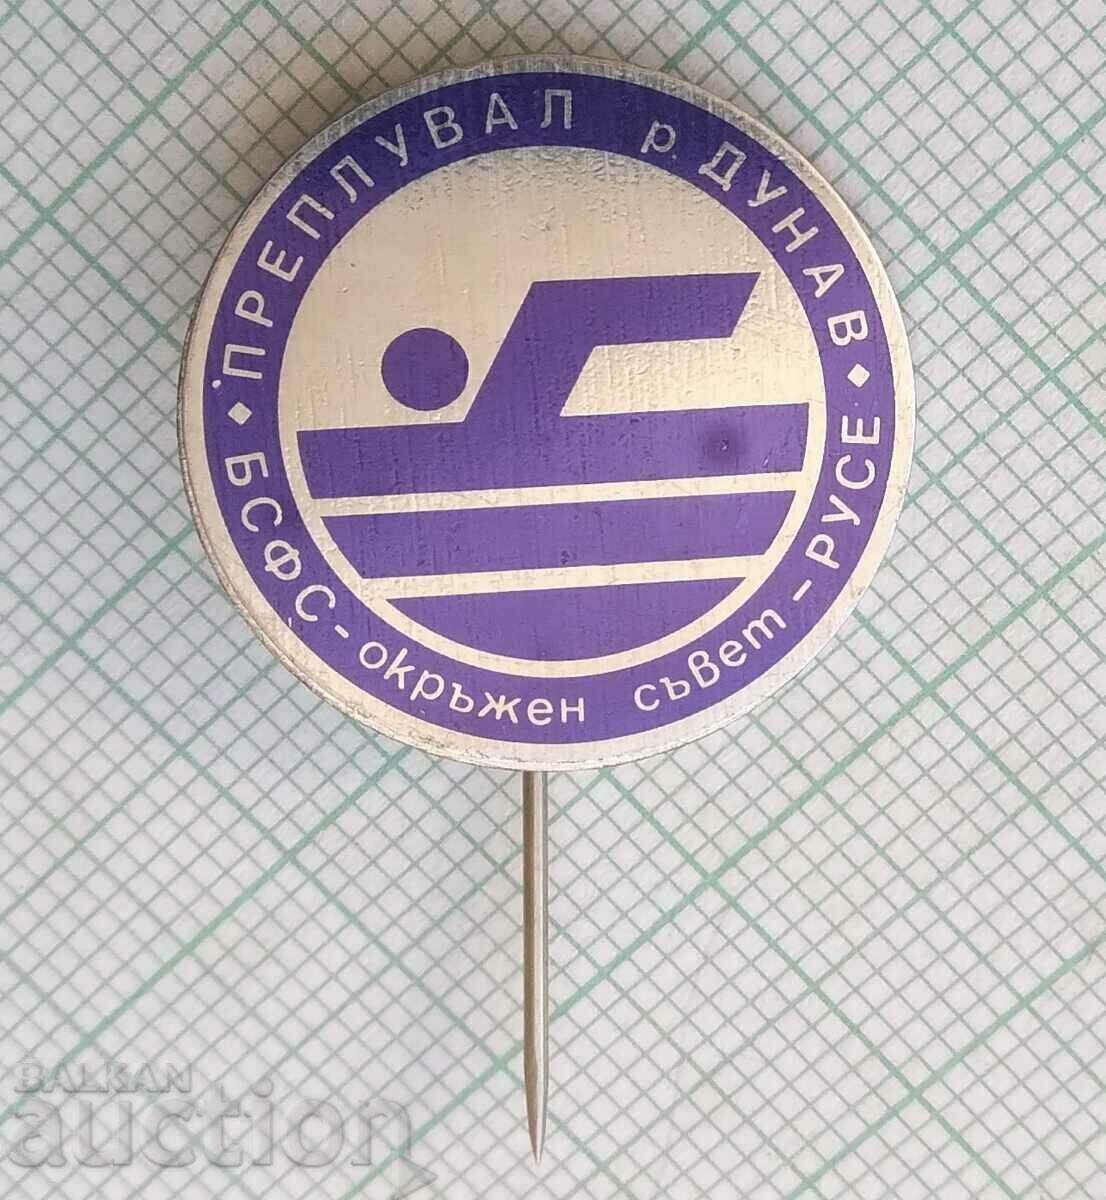 ПРЕПЛУВАЛ р. ДУНАВ
БСФС - окръжен съвет - РУСЕ
BALKAN
auction